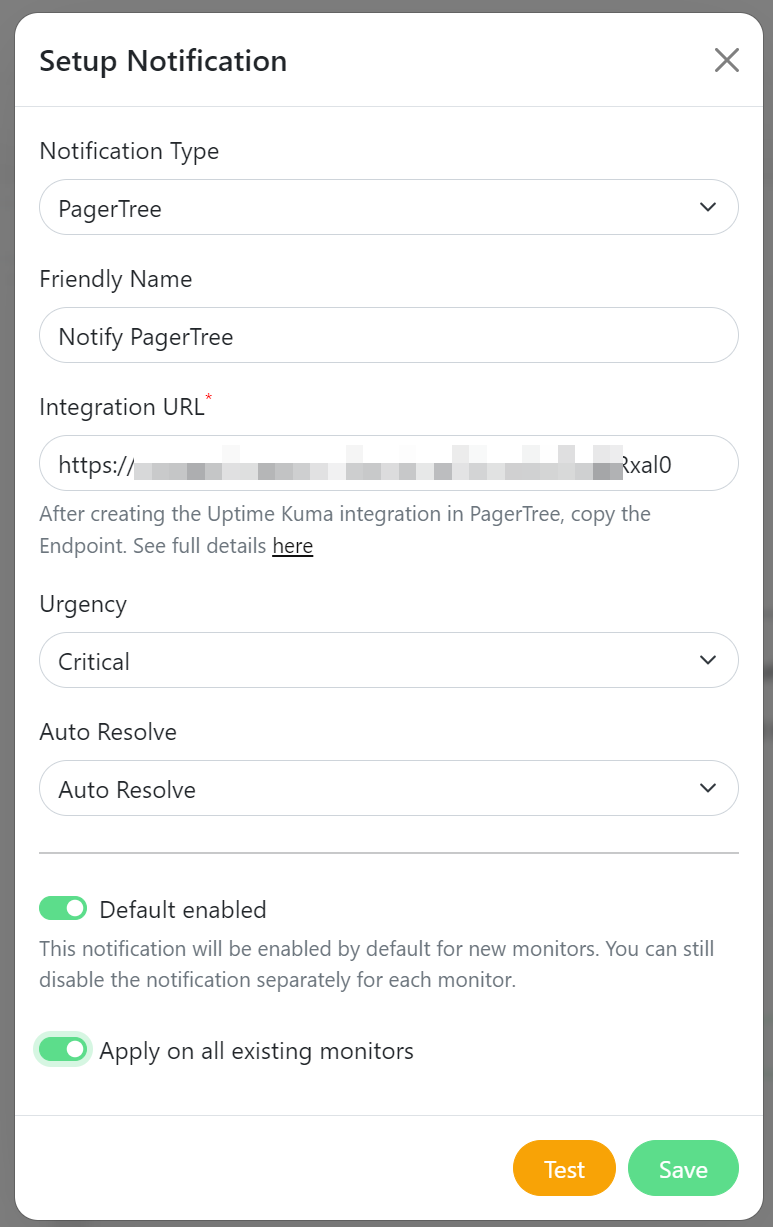 Setup Notification
Notification Type
PagerTree
Friendly Name
Notify PagerTree
Integration URL*
https://Rxal0
After creating the Uptime Kuma integration in PagerTree, copy the
Endpoint. See full details here
Urgency
Critical
Auto Resolve
Auto Resolve
Default enabled
This notification will be enabled by default for new monitors. You can still
disable the notification separately for each monitor.
Apply on all existing monitors
Test
Save